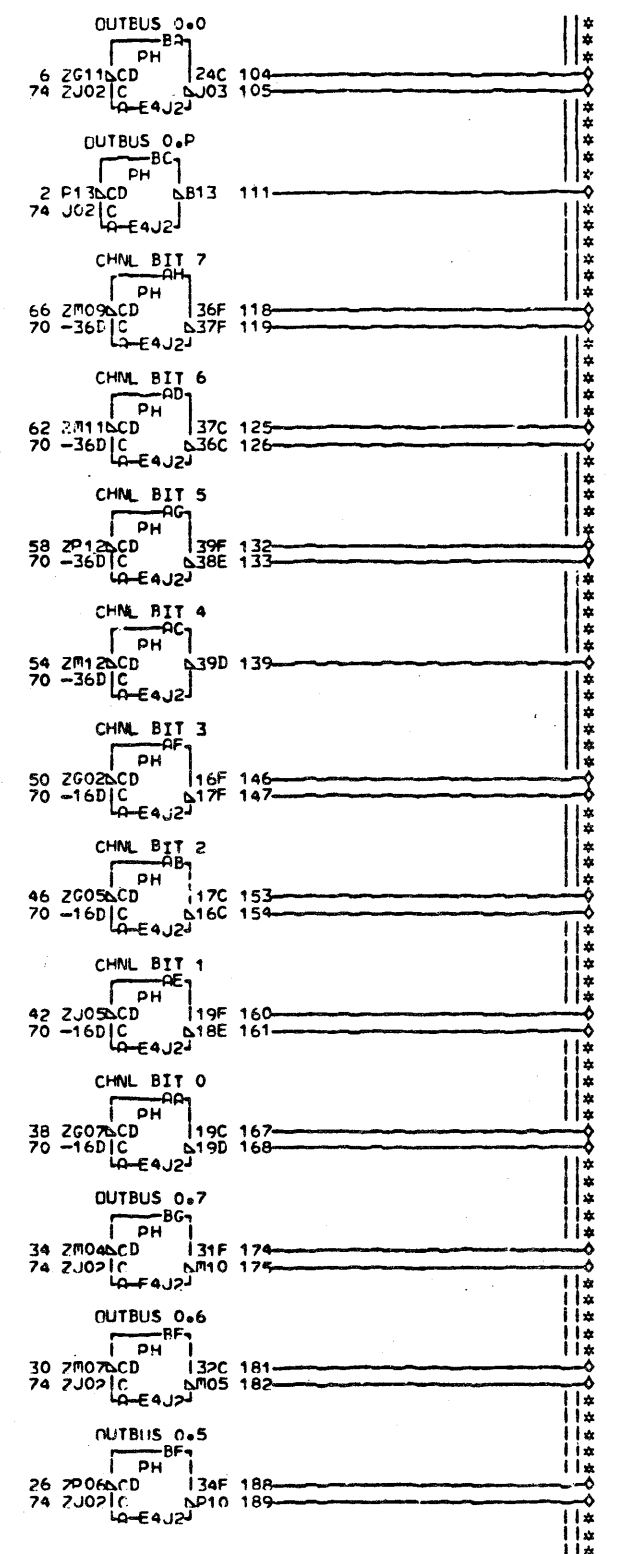 OUTBUS 0.0
BA
PH
6 ZG11 CD 24C 104
74 ZJ02 C J03 105
A-E4J2
OUTBUS 0.P
BC
PH
2 P13 CD B13 111
74 J02 C
A-E4J2
CHNL BIT 7
AH
PH
66 ZM09 CD 36F 118
70 -36D C 37F 119
A-E4J2
CHNL BIT 6
AD
PH
62 ZM11 CD 37C 125
70 -36D C 36C 126
A-E4J2
CHNL BIT 5
AG
PH
58 ZP12 CD 39F 132
70 -36D C 38E 133
A-E4J2
CHNL BIT 4
AC
PH
54 ZM12 CD 39D 139
70 -36D C
A-E4J2
CHNL BIT 3
AF
PH
50 ZG02 CD 16F 146
70 -16D C 17F 147
A-E4J2
CHNL BIT 2
AB
PH
46 ZG05 CD 17C 153
70 -16D C 16C 154
A-E4J2
CHNL BIT 1
AE
PH
42 ZJ05 CD 19F 160
70 -16D C 18E 161
A-E4J2
CHNL BIT 0
AA
PH
38 ZG07 CD 19C 167
70 -16D C 19D 168
A-E4J2
OUTBUS 0.7
BG
PH
34 ZM04 CD 31F 174
74 ZJ02 C M10 175
A-E4J2
OUTBUS 0.6
BF
PH
30 ZM07 CD 32C 181
74 ZJ02 C M05 182
A-E4J2
OUTBUS 0.5
PH
26 ZP06 CD 34F 188
74 ZJ02 C P10 189
A-E4J2